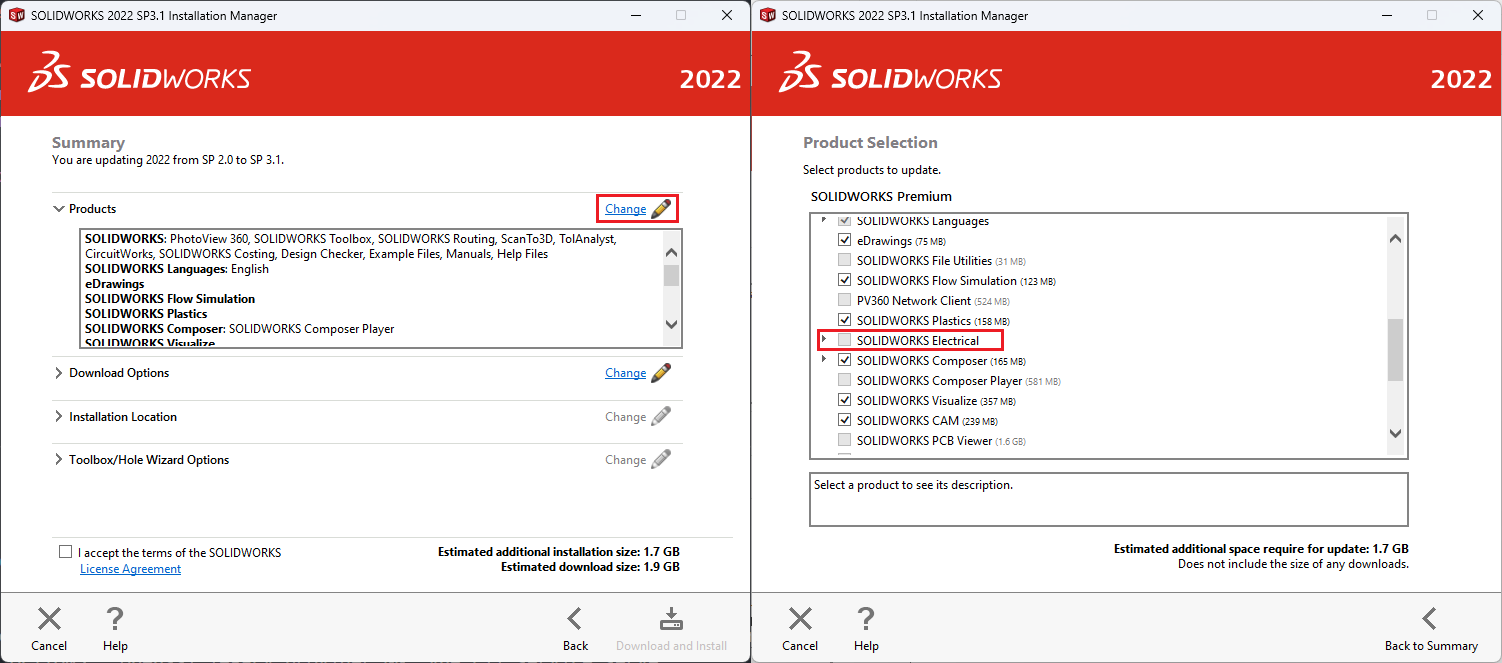 SOLIDWORKS 2022 SP3.1 Installation Manager
SOLIDWORKS
2022
Summary
You are updating 2022 from SP 2.0 to SP 3.1.
Products
Change
SOLIDWORKS: PhotoView 360, SOLIDWORKS Toolbox, SOLIDWORKS Routing, ScanTo3D, TolAnalyst,
CircuitWorks, SOLIDWORKS Costing, Design Checker, Example Files, Manuals, Help Files
SOLIDWORKS Languages: English
eDrawings
SOLIDWORKS Flow Simulation
SOLIDWORKS Plastics
SOLIDWORKS Composer: SOLIDWORKS Composer Player
SOLIDWORKS Visualize
Download Options
Change
Installation Location
Change
Toolbox/Hole Wizard Options
Change
I accept the terms of the SOLIDWORKS
License Agreement
Estimated additional installation size: 1.7 GB
Estimated download size: 1.9 GB
Cancel
Help
Back
Download and Install
SOLIDWORKS 2022 SP3.1 Installation Manager
SOLIDWORKS
2022
Product Selection
Select products to update.
SOLIDWORKS Premium
SOLIDWORKS Languages
eDrawings (75 MB)
SOLIDWORKS File Utilities (31 MB)
SOLIDWORKS Flow Simulation (123 MB)
PV360 Network Client (524 MB)
SOLIDWORKS Plastics (158 MB)
SOLIDWORKS Electrical
SOLIDWORKS Composer (165 MB)
SOLIDWORKS Composer Player (581 MB)
SOLIDWORKS Visualize (357 MB)
SOLIDWORKS CAM (239 MB)
SOLIDWORKS PCB Viewer (1.6 GB)
Select a product to see its description.
Estimated additional space require for update: 1.7 GB
Does not include the size of any downloads.
Cancel
Help
Back to Summary